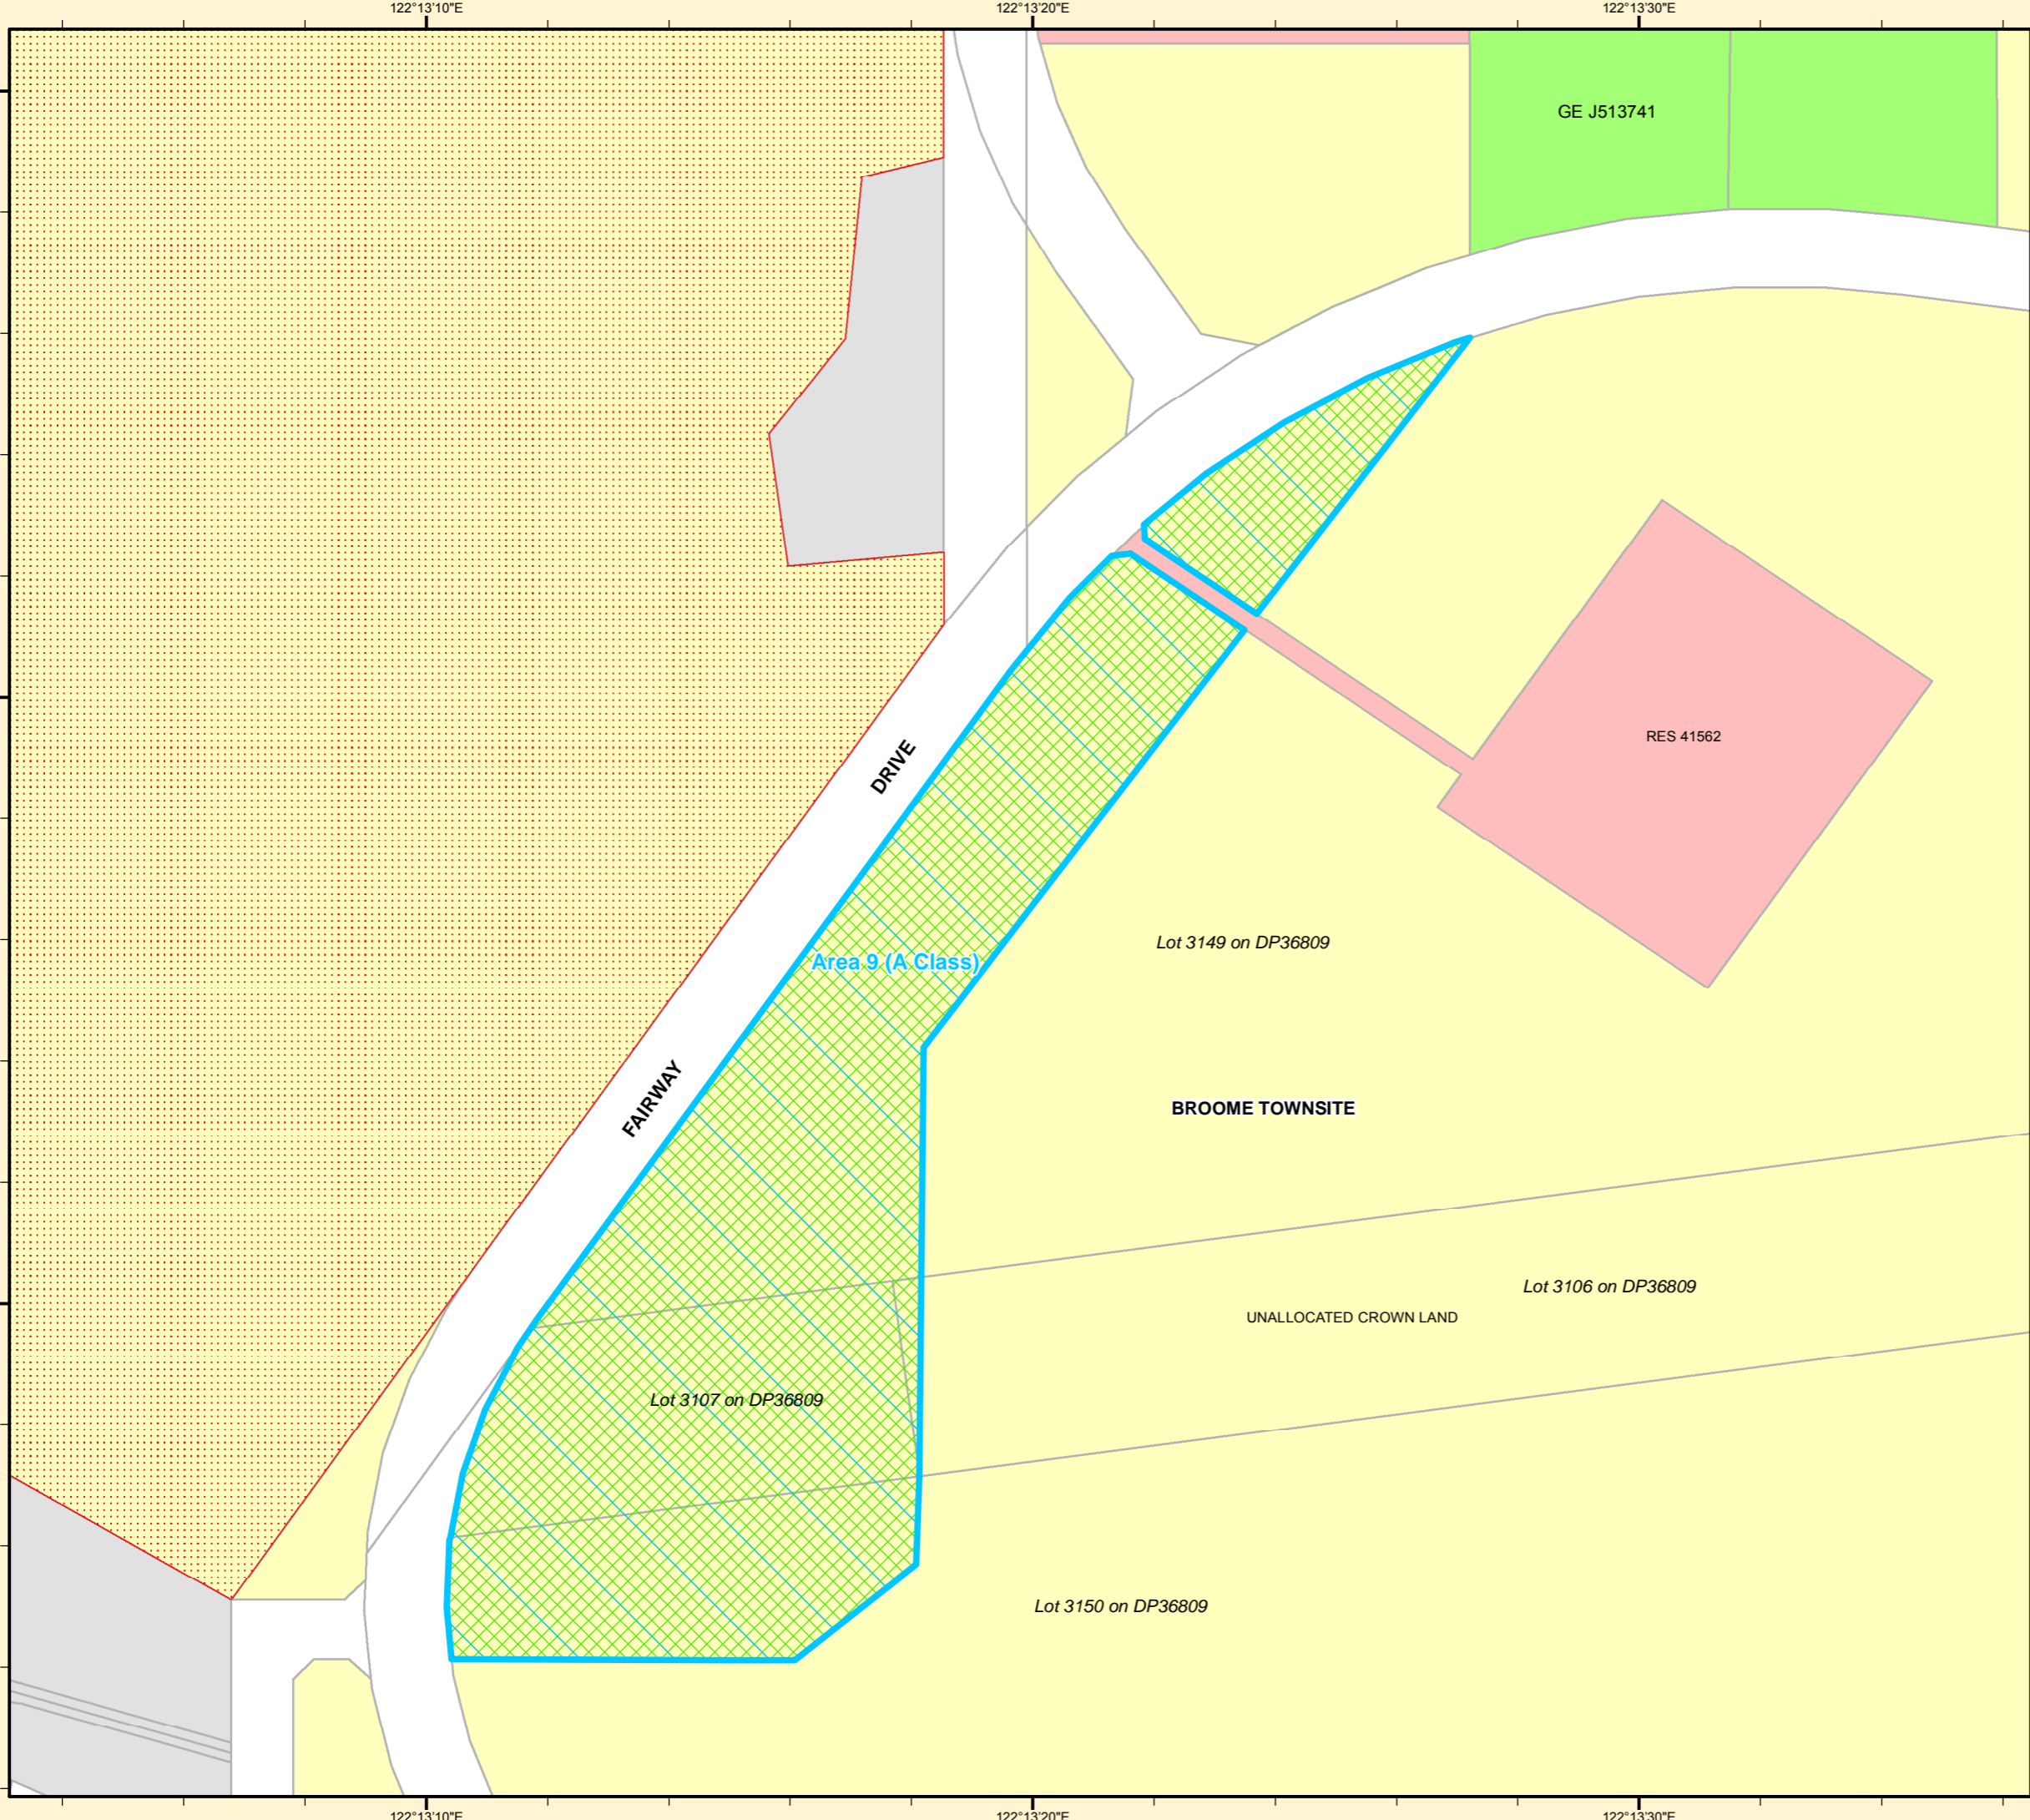 122°13'10"E
122°13'20"E
122°13'30"E
GE J513741
RES 41562
DRIVE
Lot 3149 on DP36809
Area 9 (A Class)
FAIRWAY
BROOME TOWNSITE
Lot 3106 on DP36809
UNALLOCATED CROWN LAND
Lot 3107 on DP36809
Lot 3150 on DP36809
122°13'10"E
122°13'20"E
122°13'30"E